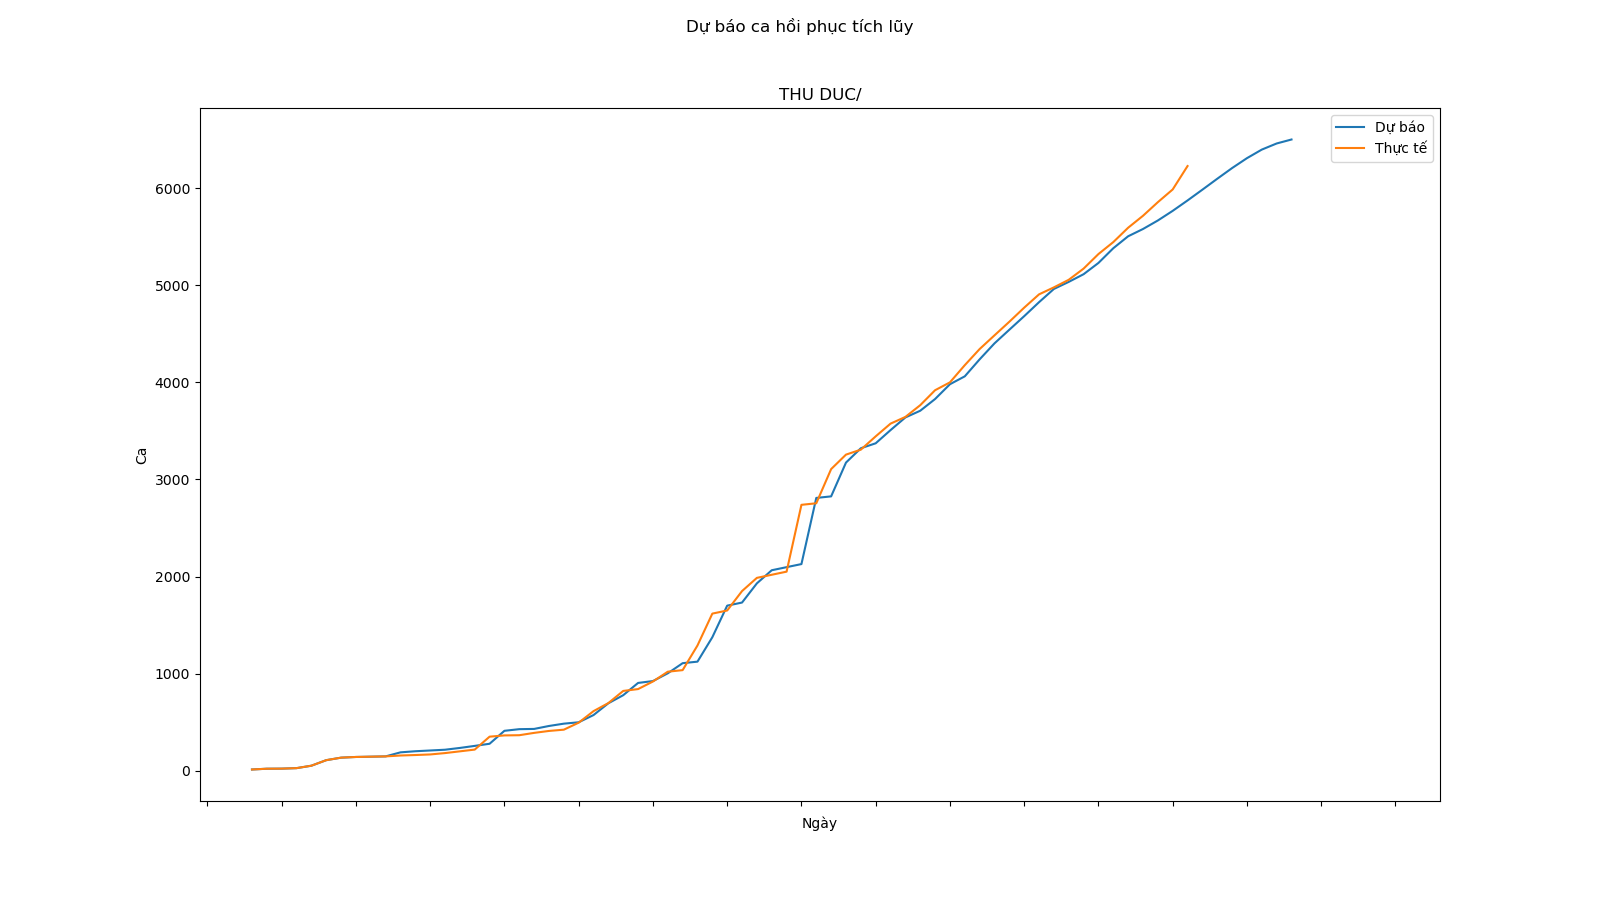 Dự báo ca hồi phục tích lũy
THU DUC/
Dự báo
Thực tế
6000
5000
4000
3000
2000
1000
0
Ca
Ngày